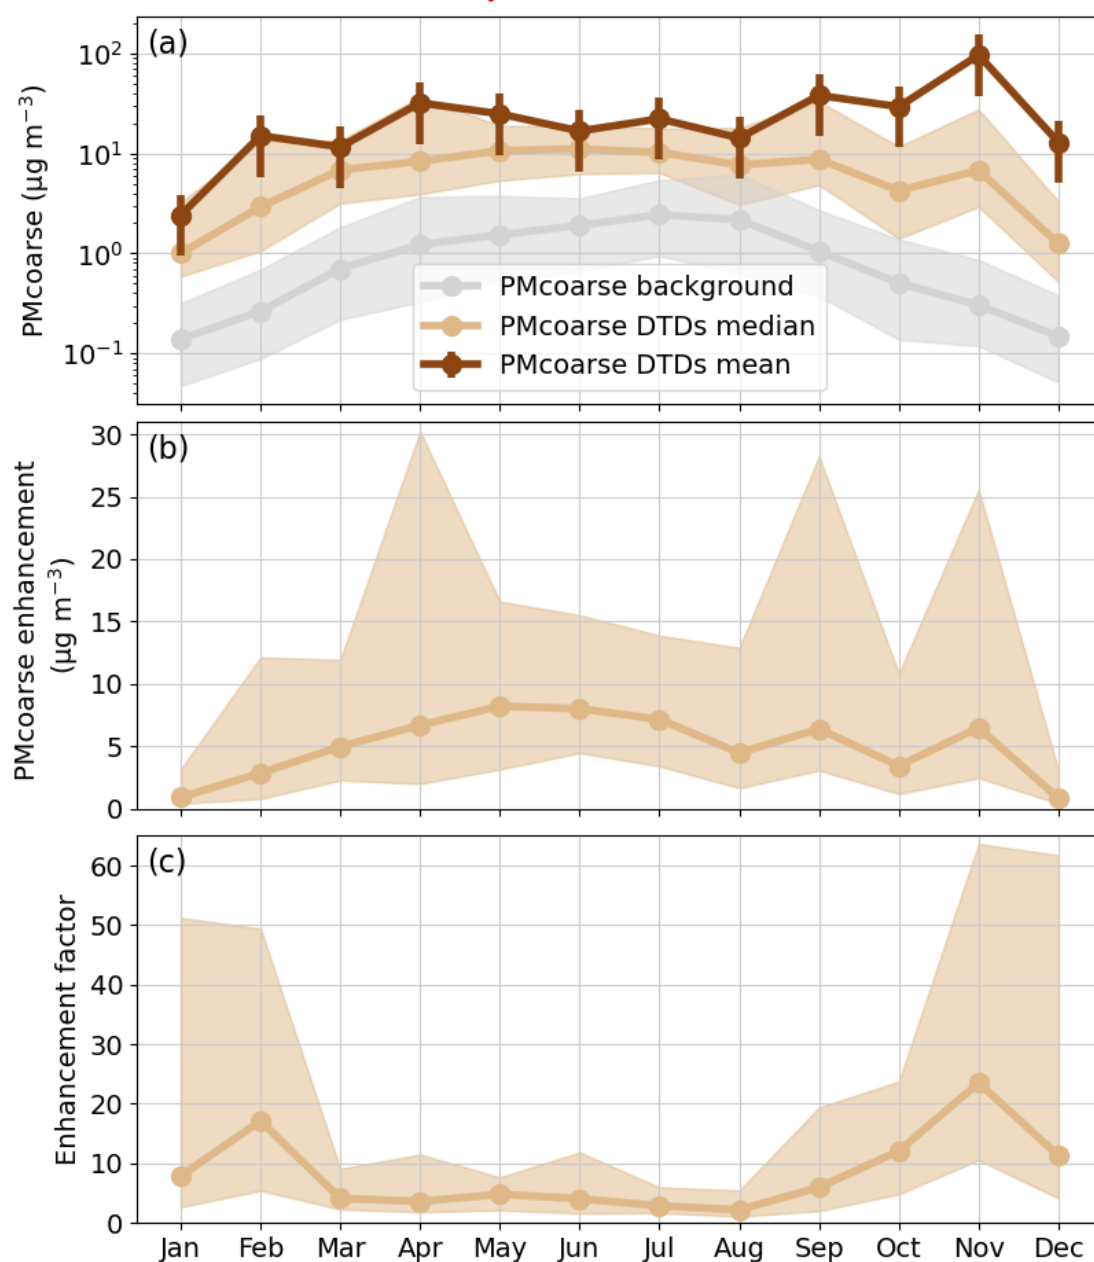 (a)
PMcoarse (µg m⁻³)
10²
10¹
10⁰
10⁻¹
PMcoarse background
PMcoarse DTDs median
PMcoarse DTDs mean
(b)
PMcoarse enhancement
(µg m⁻³)
30
25
20
15
10
5
0
(c)
Enhancement factor
60
50
40
30
20
10
0
Jan Feb Mar Apr May Jun Jul Aug Sep Oct Nov Dec